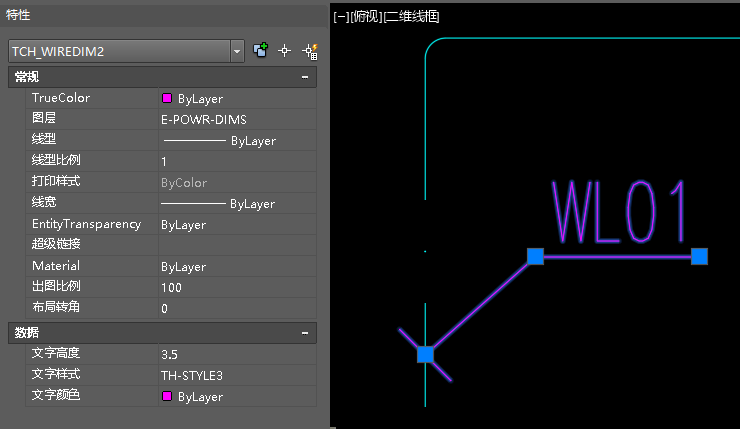 特性
TCH_WIREDIM2
常规
TrueColor ByLayer
图层 E-POWR-DIMS
线型 ByLayer
线型比例 1
打印样式 ByColor
线宽 ByLayer
EntityTransparency ByLayer
超级链接
Material ByLayer
出图比例 100
布局转角 0
数据
文字高度 3.5
文字样式 TH-STYLE3
文字颜色 ByLayer
[−][俯视][二维线框]
WL01